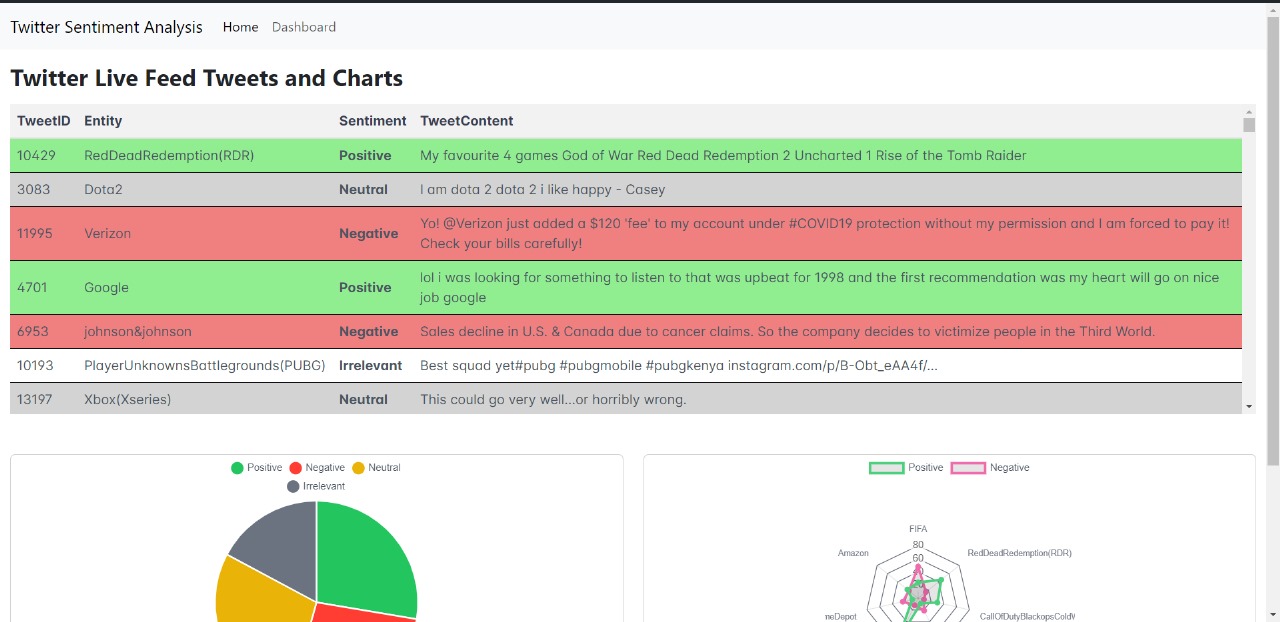 Twitter Sentiment Analysis Home Dashboard
Twitter Live Feed Tweets and Charts
TweetID Entity Sentiment TweetContent
10429 RedDeadRedemption(RDR) Positive My favourite 4 games God of War Red Dead Redemption 2 Uncharted 1 Rise of the Tomb Raider
3083 Dota2 Neutral I am dota 2 dota 2 i like happy - Casey
11995 Verizon Negative Yo! @Verizon just added a $120 'fee' to my account under #COVID19 protection without my permission and I am forced to pay it!
Check your bills carefully!
4701 Google Positive lol i was looking for something to listen to that was upbeat for 1998 and the first recommendation was my heart will go on nice
job google
6953 johnson&johnson Negative Sales decline in U.S. & Canada due to cancer claims. So the company decides to victimize people in the Third World.
10193 PlayerUnknownsBattlegrounds(PUBG) Irrelevant Best squad yet#pubg #pubgmobile #pubgkenya instagram.com/p/B-Obt_eAA4f/...
13197 Xbox(Xseries) Neutral This could go very well...or horribly wrong.
Positive Negative Neutral
Irrelevant
Positive Negative
FIFA
80
Amazon RedDeadRedemption(RDR)
60
meDepot CallOfDutyBlackopsCold